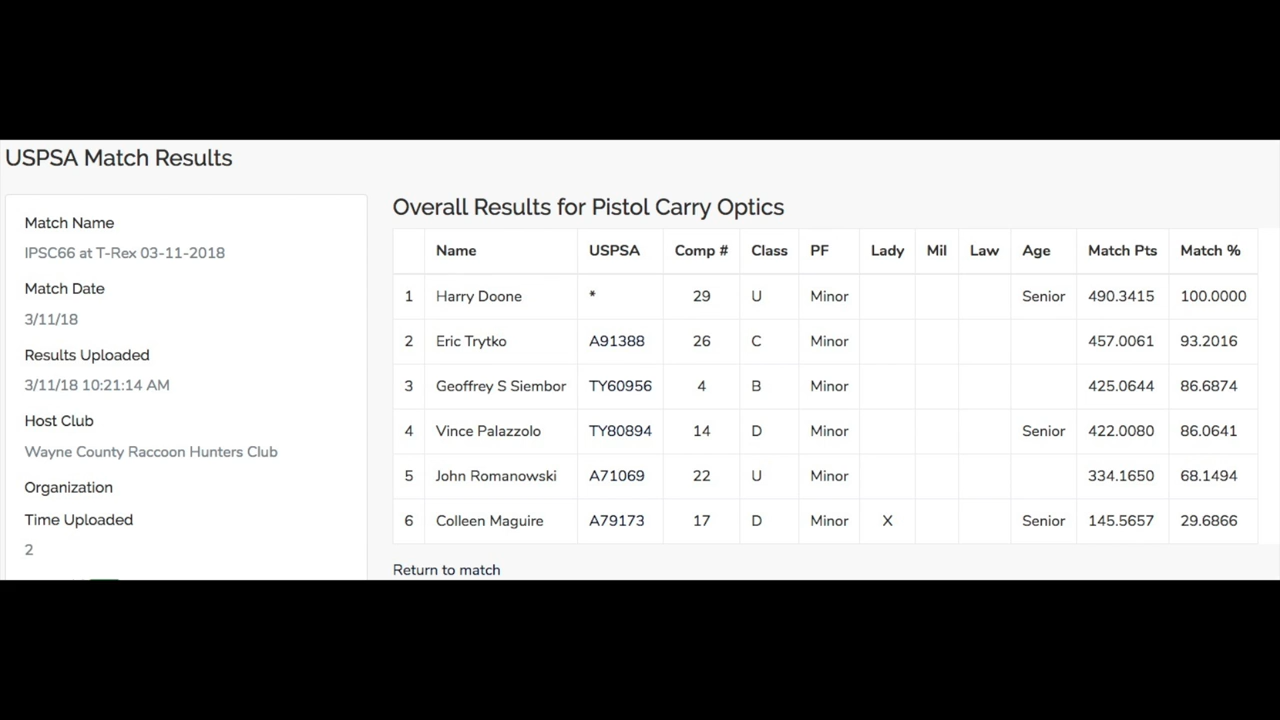 USPSA Match Results
Match Name
IPSC66 at T-Rex 03-11-2018
Match Date
3/11/18
Results Uploaded
3/11/18 10:21:14 AM
Host Club
Wayne County Raccoon Hunters Club
Organization
Time Uploaded
2
Overall Results for Pistol Carry Optics
Name USPSA Comp # Class PF Lady Mil Law Age Match Pts Match %
1 Harry Doone * 29 U Minor Senior 490.3415 100.0000
2 Eric Trytko A91388 26 C Minor 457.0061 93.2016
3 Geoffrey S Siembor TY60956 4 B Minor 425.0644 86.6874
4 Vince Palazzolo TY80894 14 D Minor Senior 422.0080 86.0641
5 John Romanowski A71069 22 U Minor 334.1650 68.1494
6 Colleen Maguire A79173 17 D Minor X Senior 145.5657 29.6866
Return to match